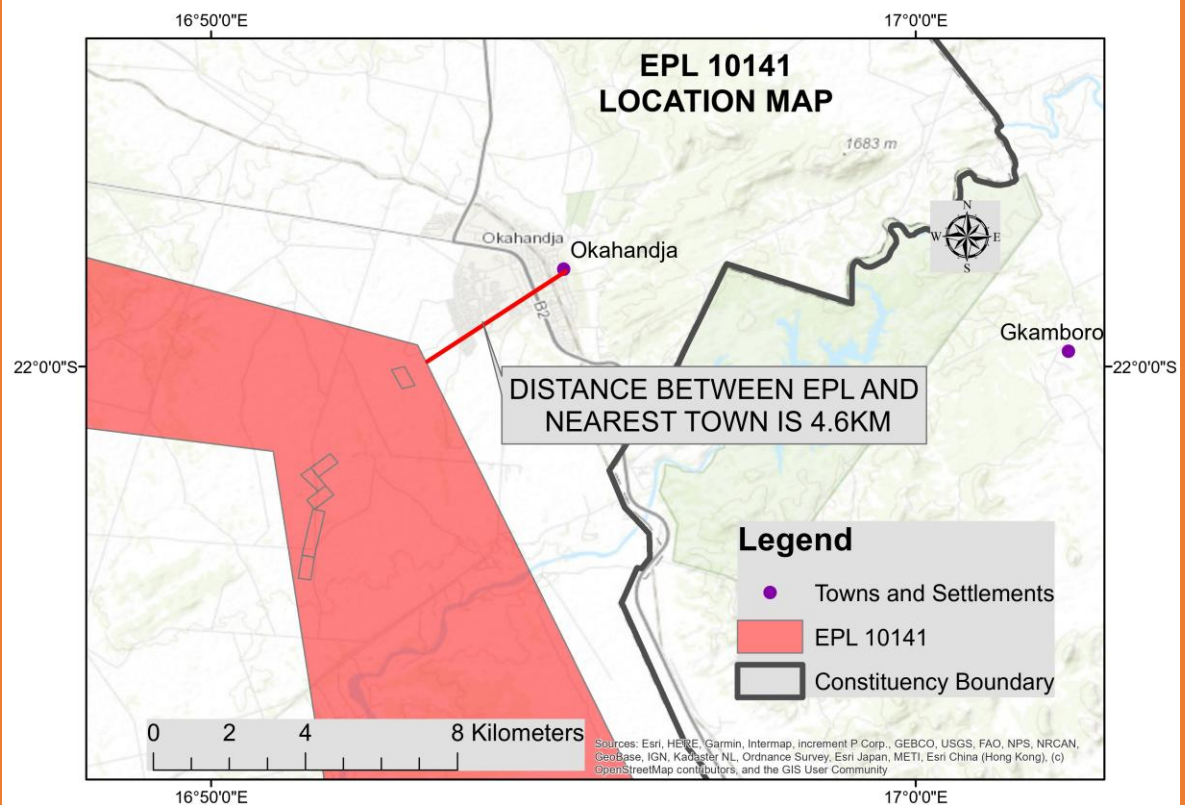 16°50'0"E
17°0'0"E
EPL 10141
LOCATION MAP
1683 m
N
W
E
S
Okahandja
Okahandja
B2
Gkamboro
22°0'0"S
22°0'0"S
DISTANCE BETWEEN EPL AND
NEAREST TOWN IS 4.6KM
Legend
Towns and Settlements
EPL 10141
Constituency Boundary
0 2 4 8 Kilometers
Sources: Esri, HERE, Garmin, Intermap, increment P Corp., GEBCO, USGS, FAO, NPS, NRCAN,
GeoBase, IGN, Kadaster NL, Ordnance Survey, Esri Japan, METI, Esri China (Hong Kong), (c)
OpenStreetMap contributors, and the GIS User Community
16°50'0"E
17°0'0"E